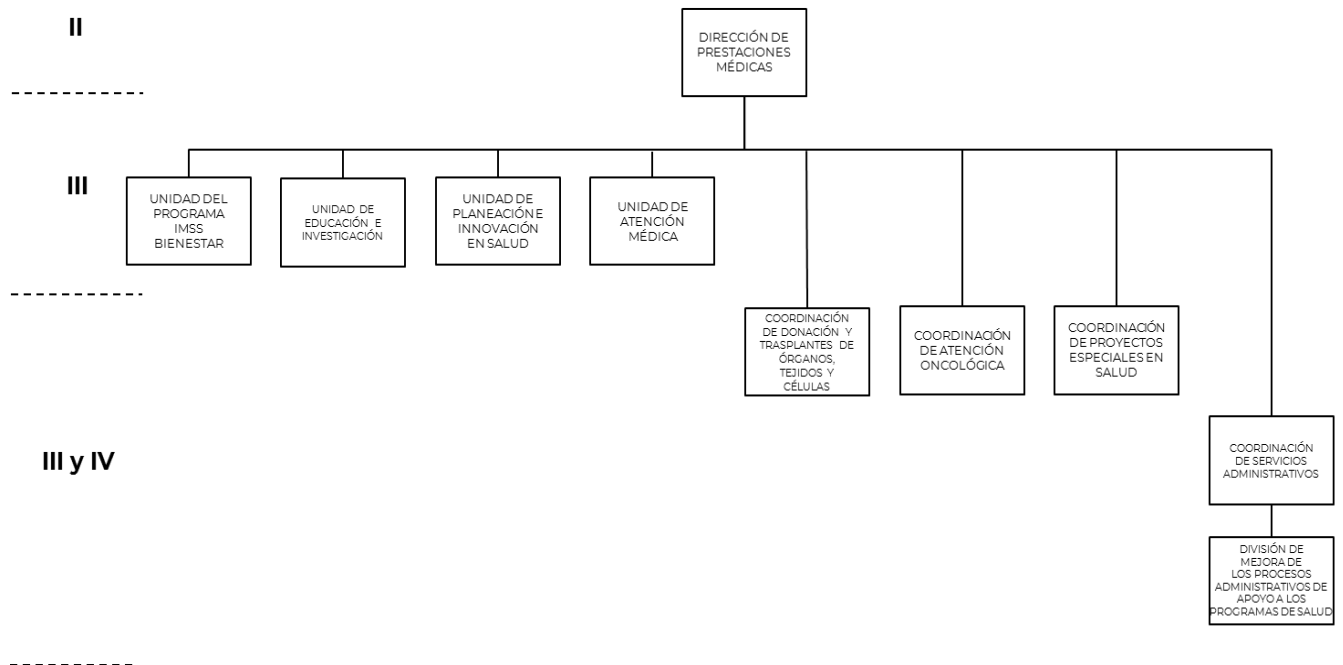 II
DIRECCIÓN DE
PRESTACIONES
MÉDICAS
III
UNIDAD DEL
PROGRAMA
IMSS
BIENESTAR
UNIDAD DE
EDUCACIÓN E
INVESTIGACIÓN
UNIDAD DE
PLANEACIÓN E
INNOVACIÓN
EN SALUD
UNIDAD DE
ATENCIÓN
MÉDICA
COORDINACIÓN
DE DONACIÓN Y
TRASPLANTES DE
ÓRGANOS,
TEJIDOS Y
CÉLULAS
COORDINACIÓN
DE ATENCIÓN
ONCOLÓGICA
COORDINACIÓN
DE PROYECTOS
ESPECIALES EN
SALUD
III y IV
COORDINACIÓN
DE SERVICIOS
ADMINISTRATIVOS
DIVISIÓN DE
MEJORA DE
LOS PROCESOS
ADMINISTRATIVOS DE
APOYO A LOS
PROGRAMAS DE SALUD